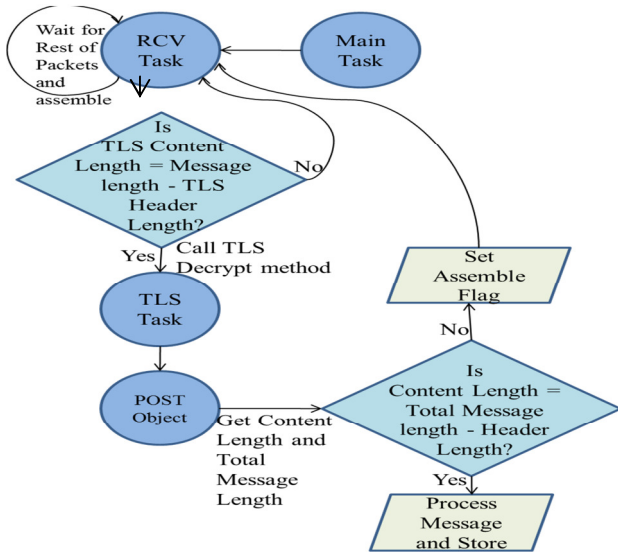 Wait for
Rest of
Packets
and
assemble
RCV
Task
Main
Task
Is
TLS Content
Length = Message
length - TLS
Header
Length?
No
Yes
Call TLS
Decrypt method
TLS
Task
POST
Object
Get Content
Length and
Total
Message
Length
Set
Assemble
Flag
No
Is
Content Length =
Total Message
length - Header
Length?
Yes
Process
Message
and Store